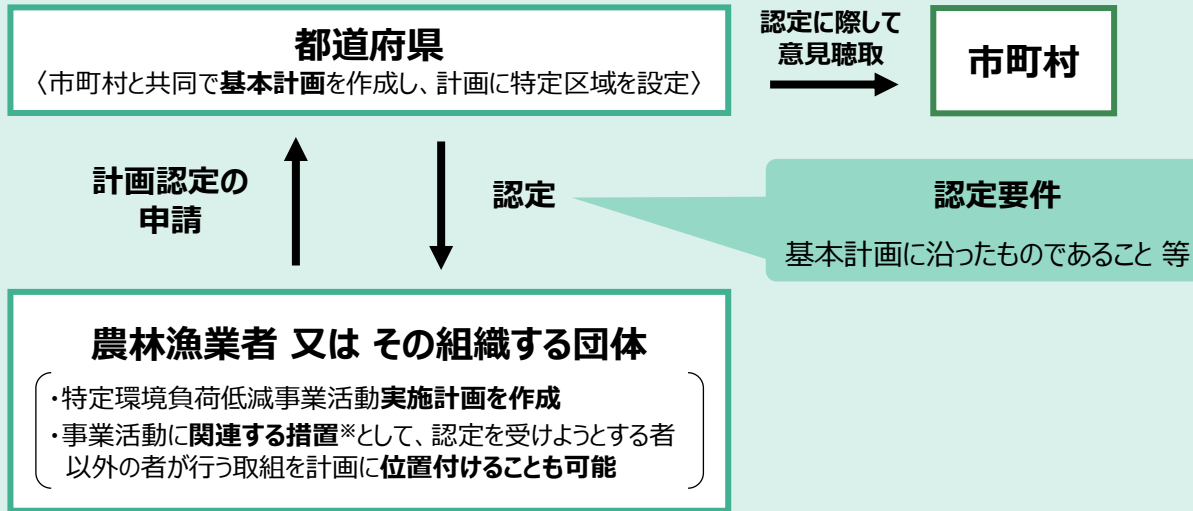 都道府県
〈市町村と共同で基本計画を作成し、計画に特定区域を設定〉
認定に際して
意見聴取
市町村
計画認定の
申請
認定
認定要件
基本計画に沿ったものであること 等
農林漁業者 又は その組織する団体
・特定環境負荷低減事業活動実施計画を作成
・事業活動に関連する措置※として、認定を受けようとする者
以外の者が行う取組を計画に位置付けることも可能